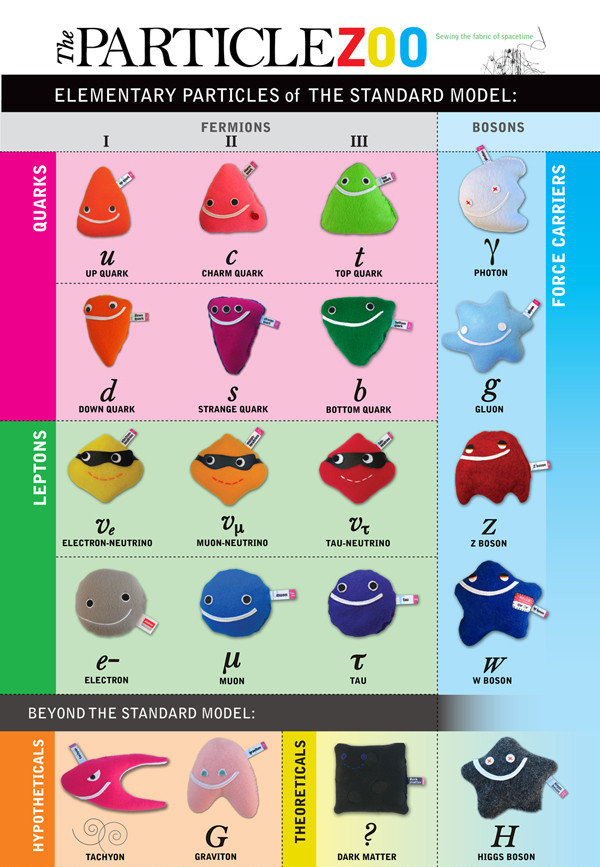 The PARTICLE ZOO
Sewing the fabric of spacetime
ELEMENTARY PARTICLES of THE STANDARD MODEL:
FERMIONS
BOSONS
I II III
QUARKS
FORCE CARRIERS
u c t γ
UP QUARK CHARM QUARK TOP QUARK PHOTON
d s b g
DOWN QUARK STRANGE QUARK BOTTOM QUARK GLUON
LEPTONS
νe νμ ντ Z
ELECTRON-NEUTRINO MUON-NEUTRINO TAU-NEUTRINO Z BOSON
e− μ τ W
ELECTRON MUON TAU W BOSON
BEYOND THE STANDARD MODEL:
HYPOTHETICALS
THEORETICALS
G ? H
TACHYON GRAVITON DARK MATTER HIGGS BOSON